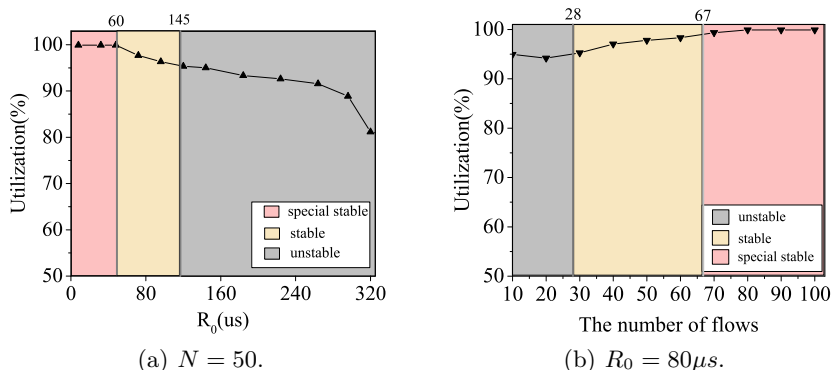 60 145
100
90
80
70
60
50
Utilization(%)
special stable
stable
unstable
0 80 160 240 320
R0(us)
(a) N = 50.
28 67
100
90
80
70
60
50
Utilization(%)
unstable
stable
special stable
10 20 30 40 50 60 70 80 90 100
The number of flows
(b) R0 = 80μs.